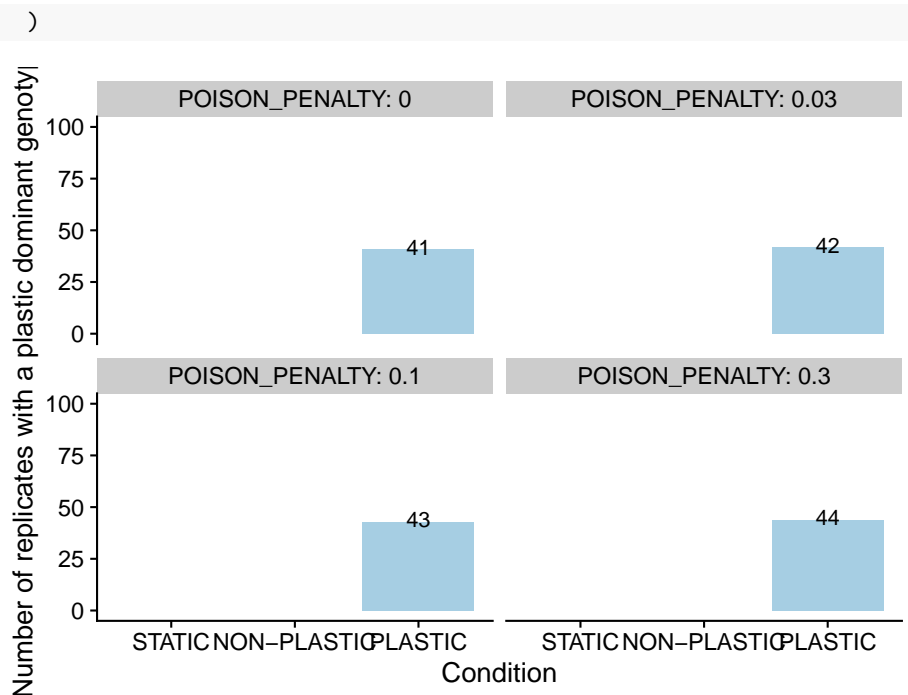 )
Number of replicates with a plastic dominant genoty
POISON_PENALTY: 0 POISON_PENALTY: 0.03
100
75
50
25
0
41 42
POISON_PENALTY: 0.1 POISON_PENALTY: 0.3
100
75
50
25
0
43 44
STATIC NON−PLASTIC PLASTIC STATIC NON−PLASTIC PLASTIC
Condition